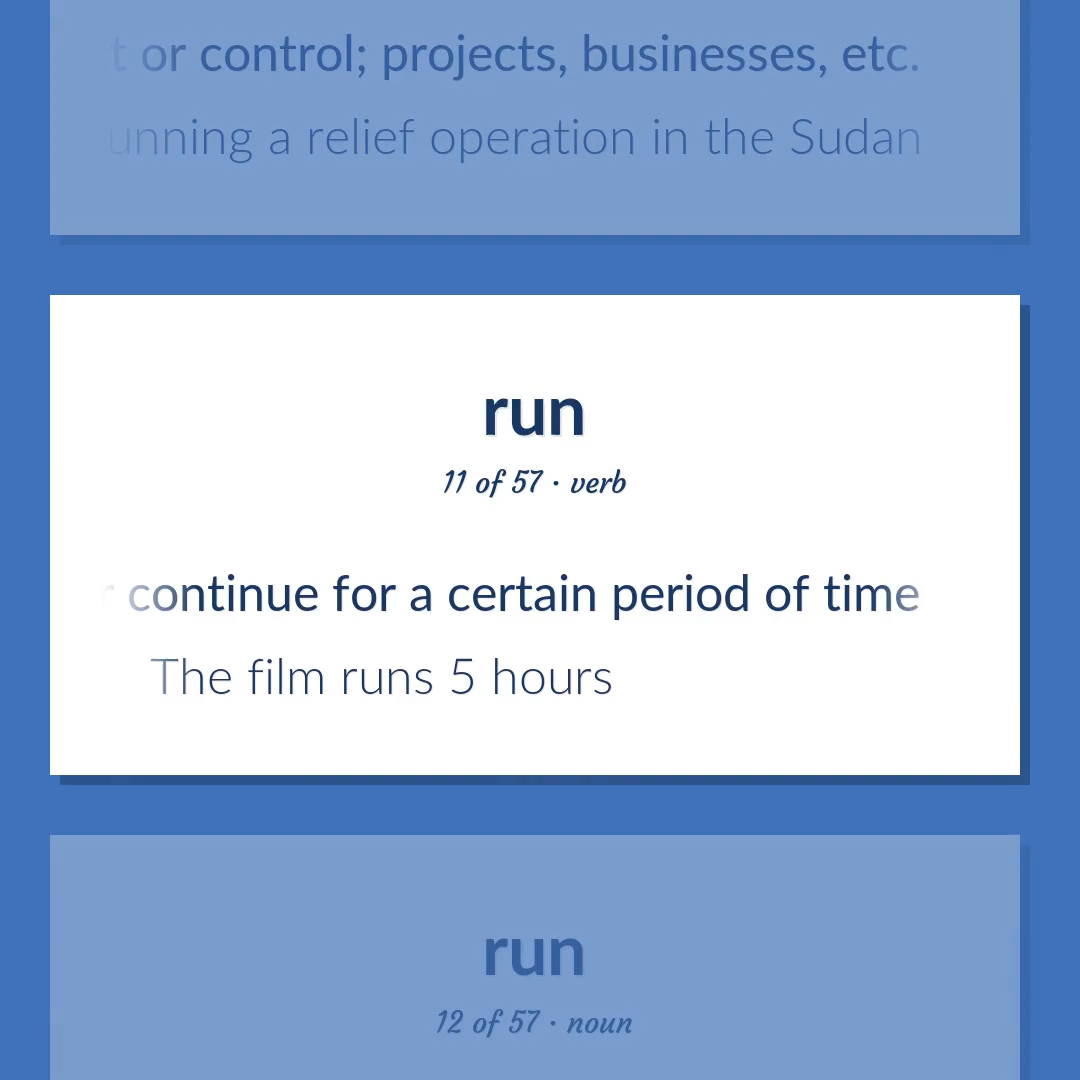 or control; projects, businesses, etc.
unning a relief operation in the Sudan
run
11 of 57 · verb
continue for a certain period of time
The film runs 5 hours
run
12 of 57 · noun